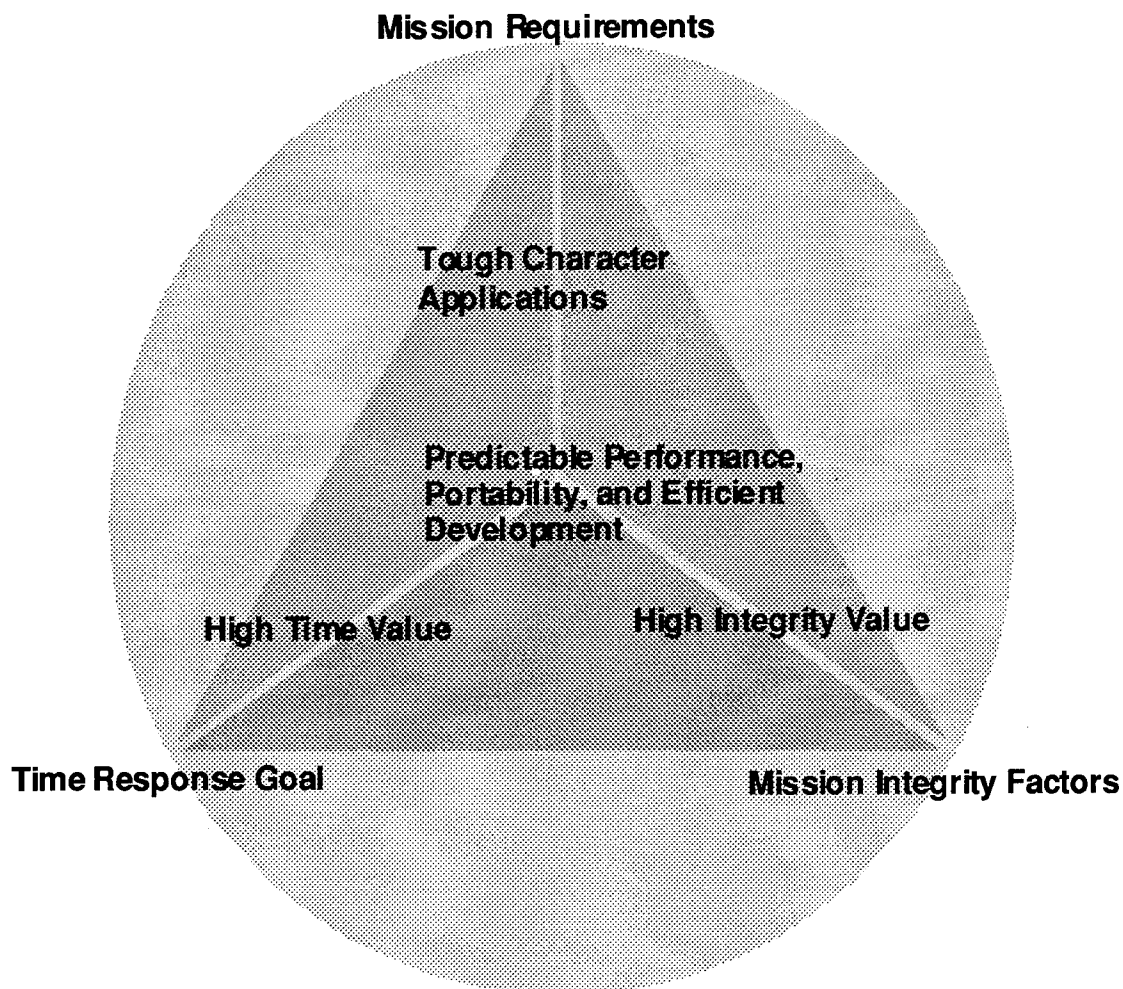 Mission Requirements
Tough Character
Applications
Predictable Performance,
Portability, and Efficient
Development
High Time Value
High Integrity Value
Time Response Goal
Mission Integrity Factors